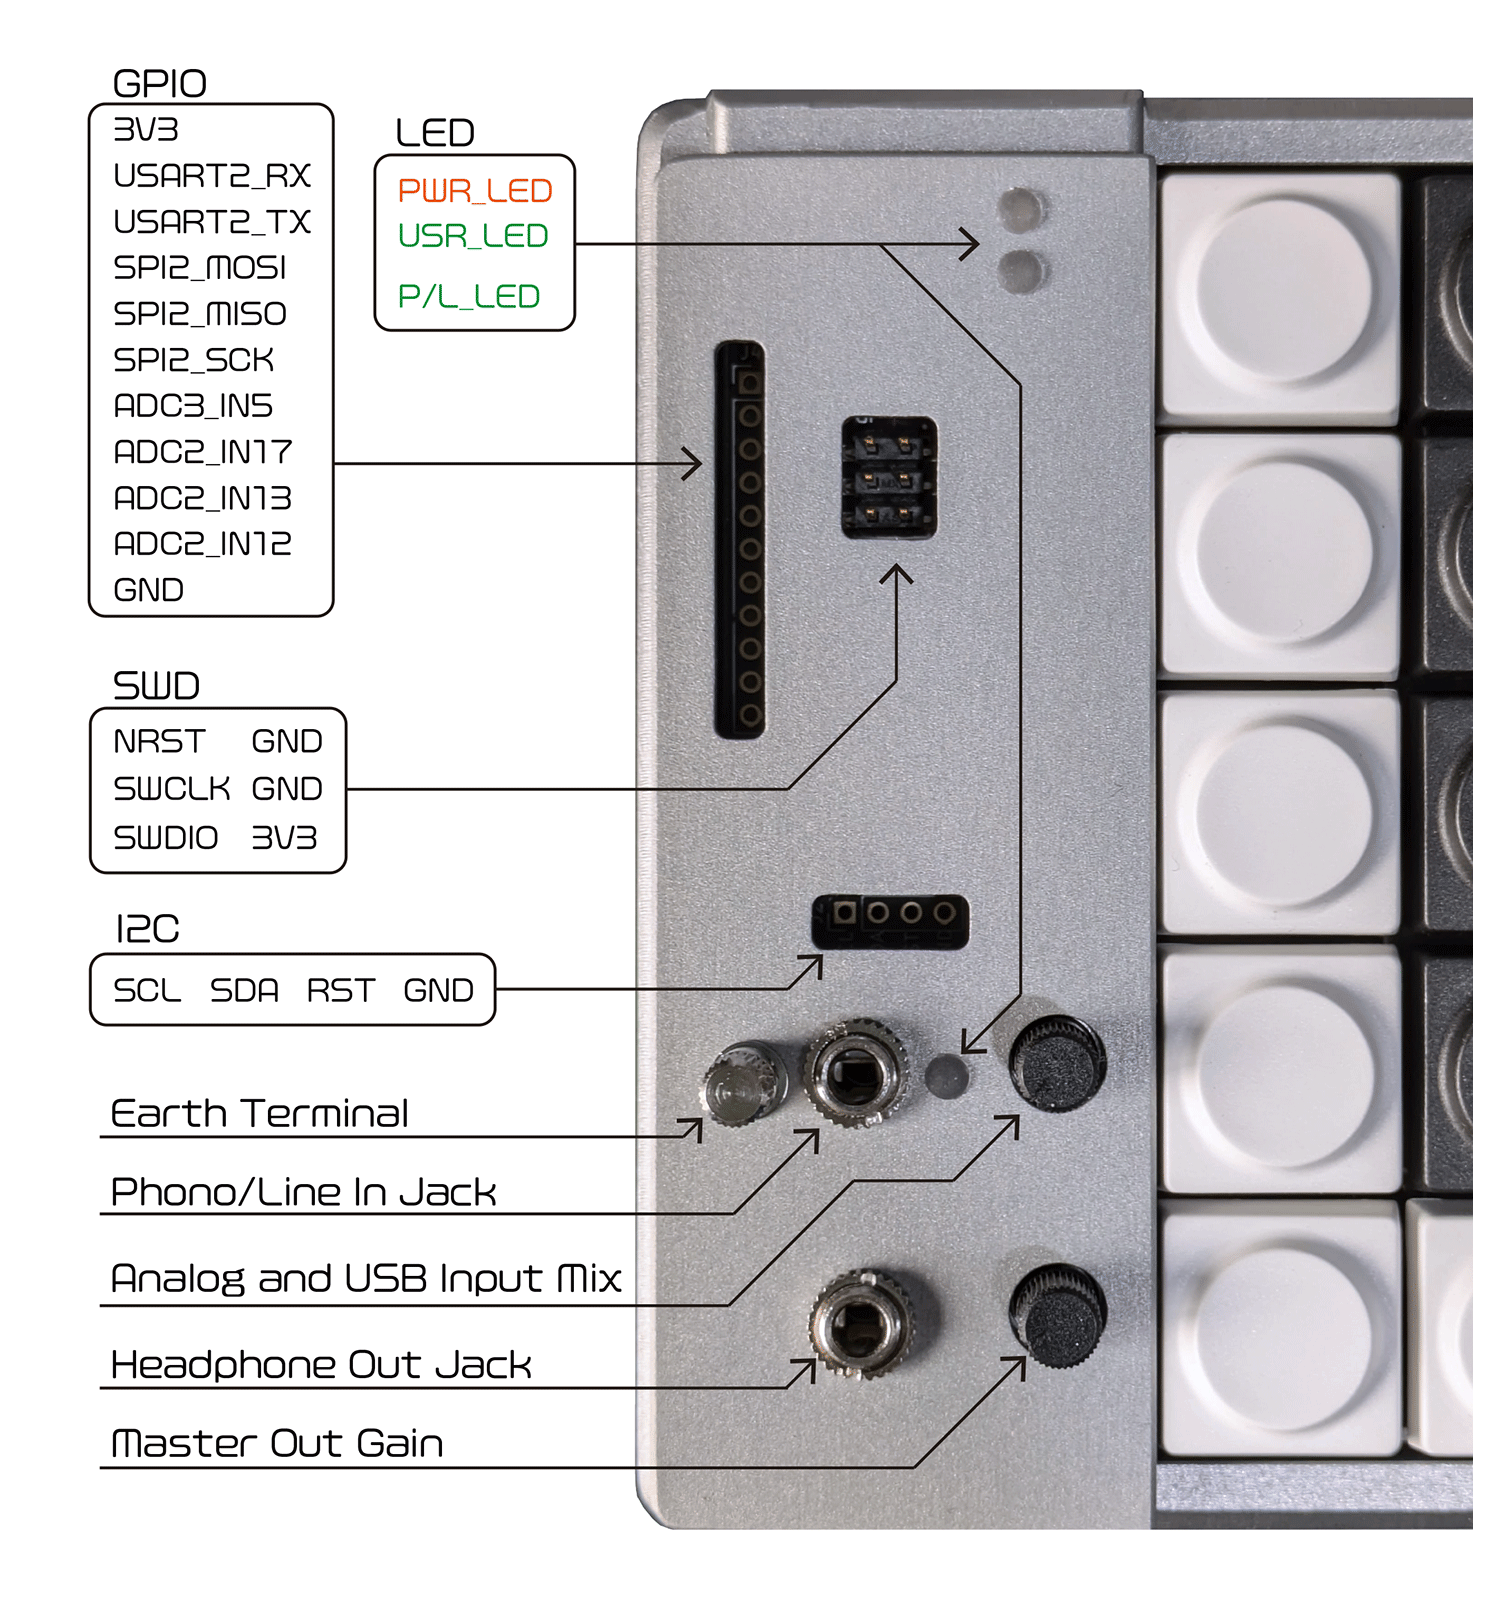 GPIO
3V3
USART2_RX
USART2_TX
SPI2_MOSI
SPI2_MISO
SPI2_SCK
ADC3_IN5
ADC2_IN17
ADC2_IN13
ADC2_IN12
GND
LED
PWR_LED
USR_LED
P/L_LED
SWD
NRST GND
SWCLK GND
SWDIO 3V3
I2C
SCL SDA RST GND
Earth Terminal
Phono/Line In Jack
Analog and USB Input Mix
Headphone Out Jack
Master Out Gain